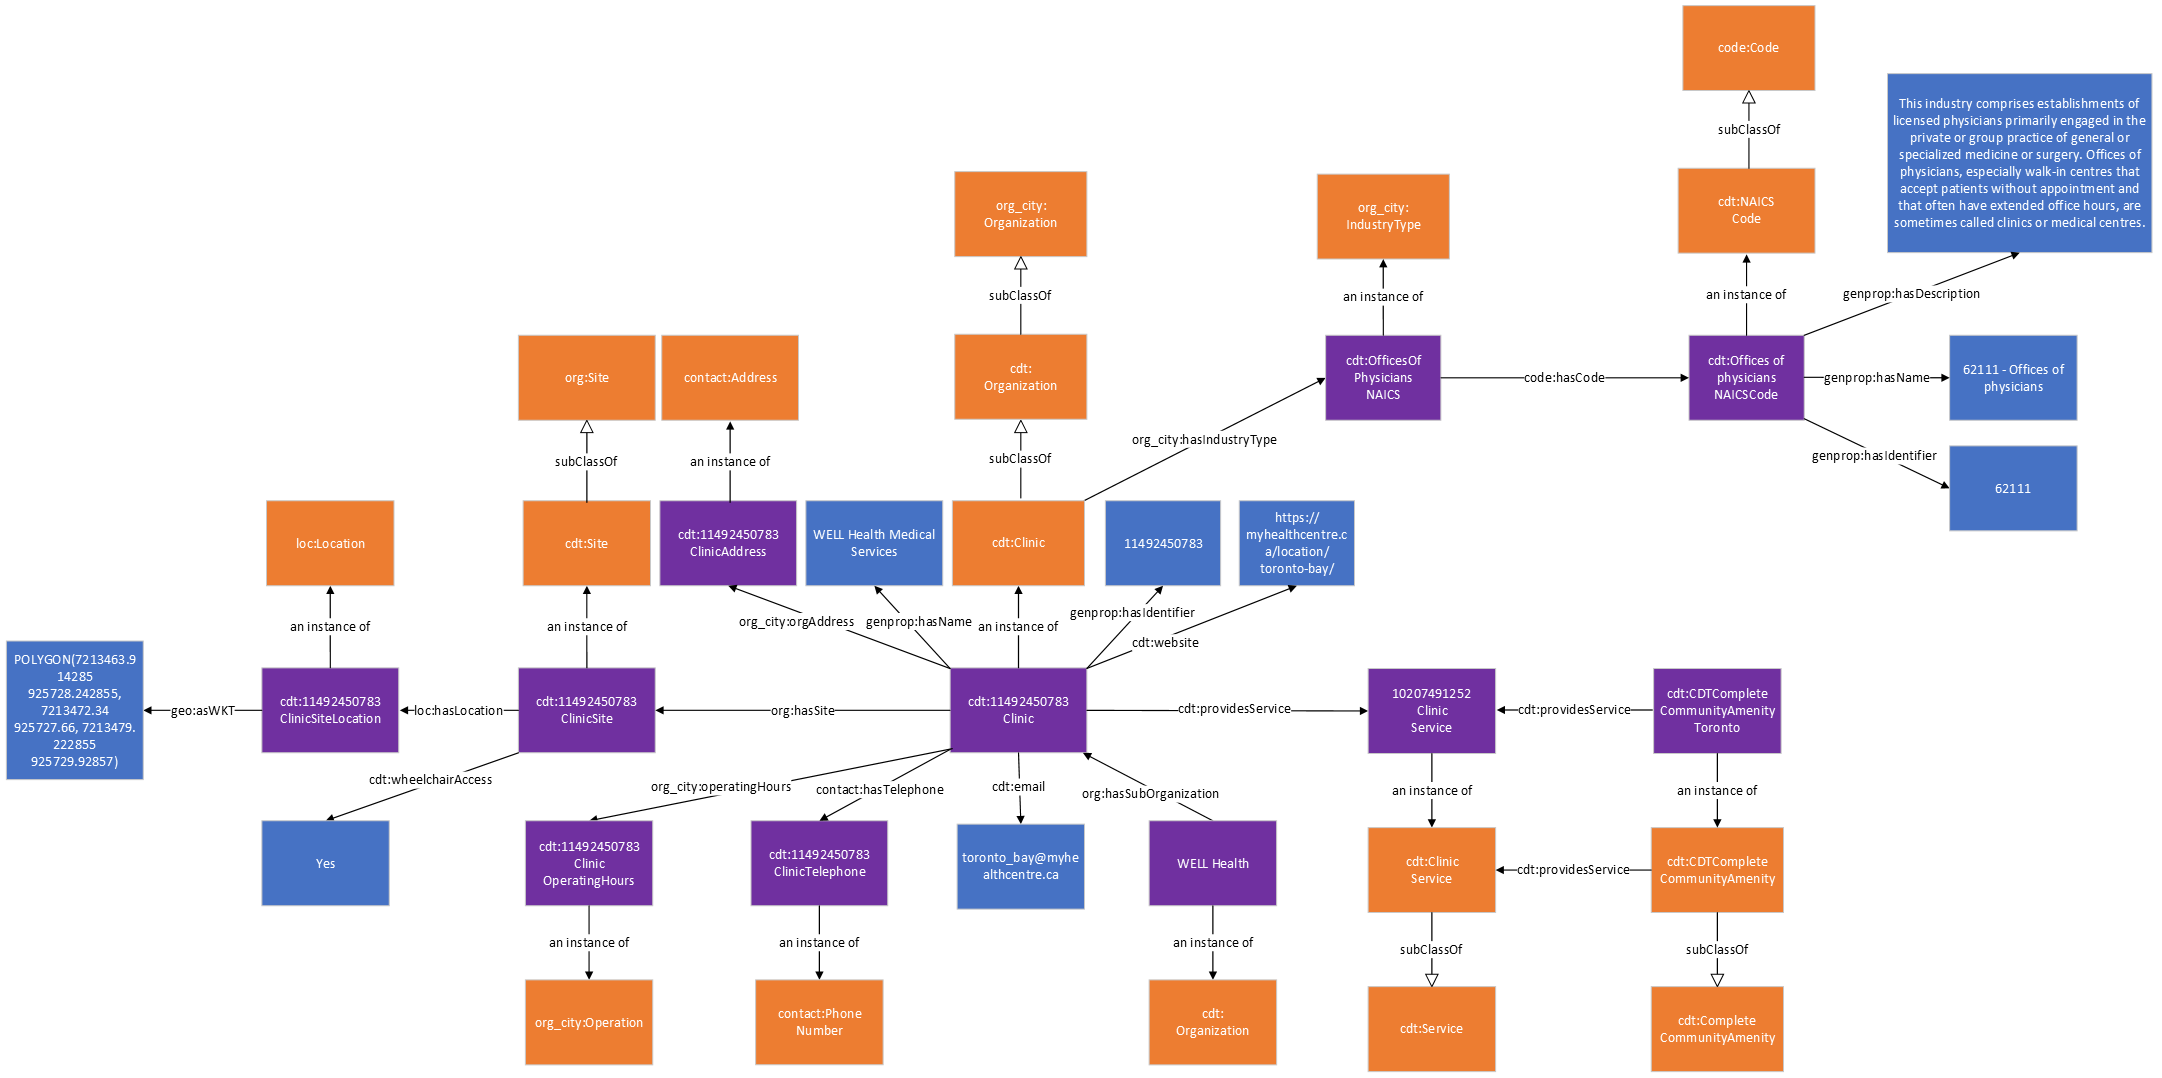 code:Code
subClassOf
This industry comprises establishments of
licensed physicians primarily engaged in the
private or group practice of general or
specialized medicine or surgery. Offices of
physicians, especially walk-in centres that
accept patients without appointment and
that often have extended office hours, are
sometimes called clinics or medical centres.
org_city:
Organization
org_city:
IndustryType
cdt:NAICS
Code
subClassOf
an instance of
an instance of
genprop:hasDescription
org:Site
contact:Address
cdt:
Organization
cdt:OfficesOf
Physicians
NAICS
code:hasCode
cdt:Offices of
physicians
NAICSCode
genprop:hasName
62111 - Offices of
physicians
subClassOf
an instance of
subClassOf
org_city:hasIndustryType
genprop:hasIdentifier
62111
loc:Location
cdt:Site
cdt:11492450783
ClinicAddress
WELL Health Medical
Services
cdt:Clinic
11492450783
https://
myhealthcentre.c
a/location/
toronto-bay/
an instance of
an instance of
org_city:orgAddress
genprop:hasName
an instance of
genprop:hasIdentifier
cdt:website
POLYGON(7213463.9
14285
925728.242855,
7213472.34
925727.66, 7213479.
222855
925729.92857)
geo:asWKT
cdt:11492450783
ClinicSiteLocation
loc:hasLocation
cdt:11492450783
ClinicSite
org:hasSite
cdt:11492450783
Clinic
cdt:providesService
10207491252
Clinic
Service
cdt:providesService
cdt:CDTComplete
CommunityAmenity
Toronto
cdt:wheelchairAccess
org_city:operatingHours
contact:hasTelephone
cdt:email
org:hasSubOrganization
an instance of
an instance of
Yes
cdt:11492450783
Clinic
OperatingHours
cdt:11492450783
ClinicTelephone
toronto_bay@myhe
althcentre.ca
WELL Health
cdt:Clinic
Service
cdt:providesService
cdt:CDTComplete
CommunityAmenity
an instance of
an instance of
an instance of
subClassOf
subClassOf
org_city:Operation
contact:Phone
Number
cdt:
Organization
cdt:Service
cdt:Complete
CommunityAmenity